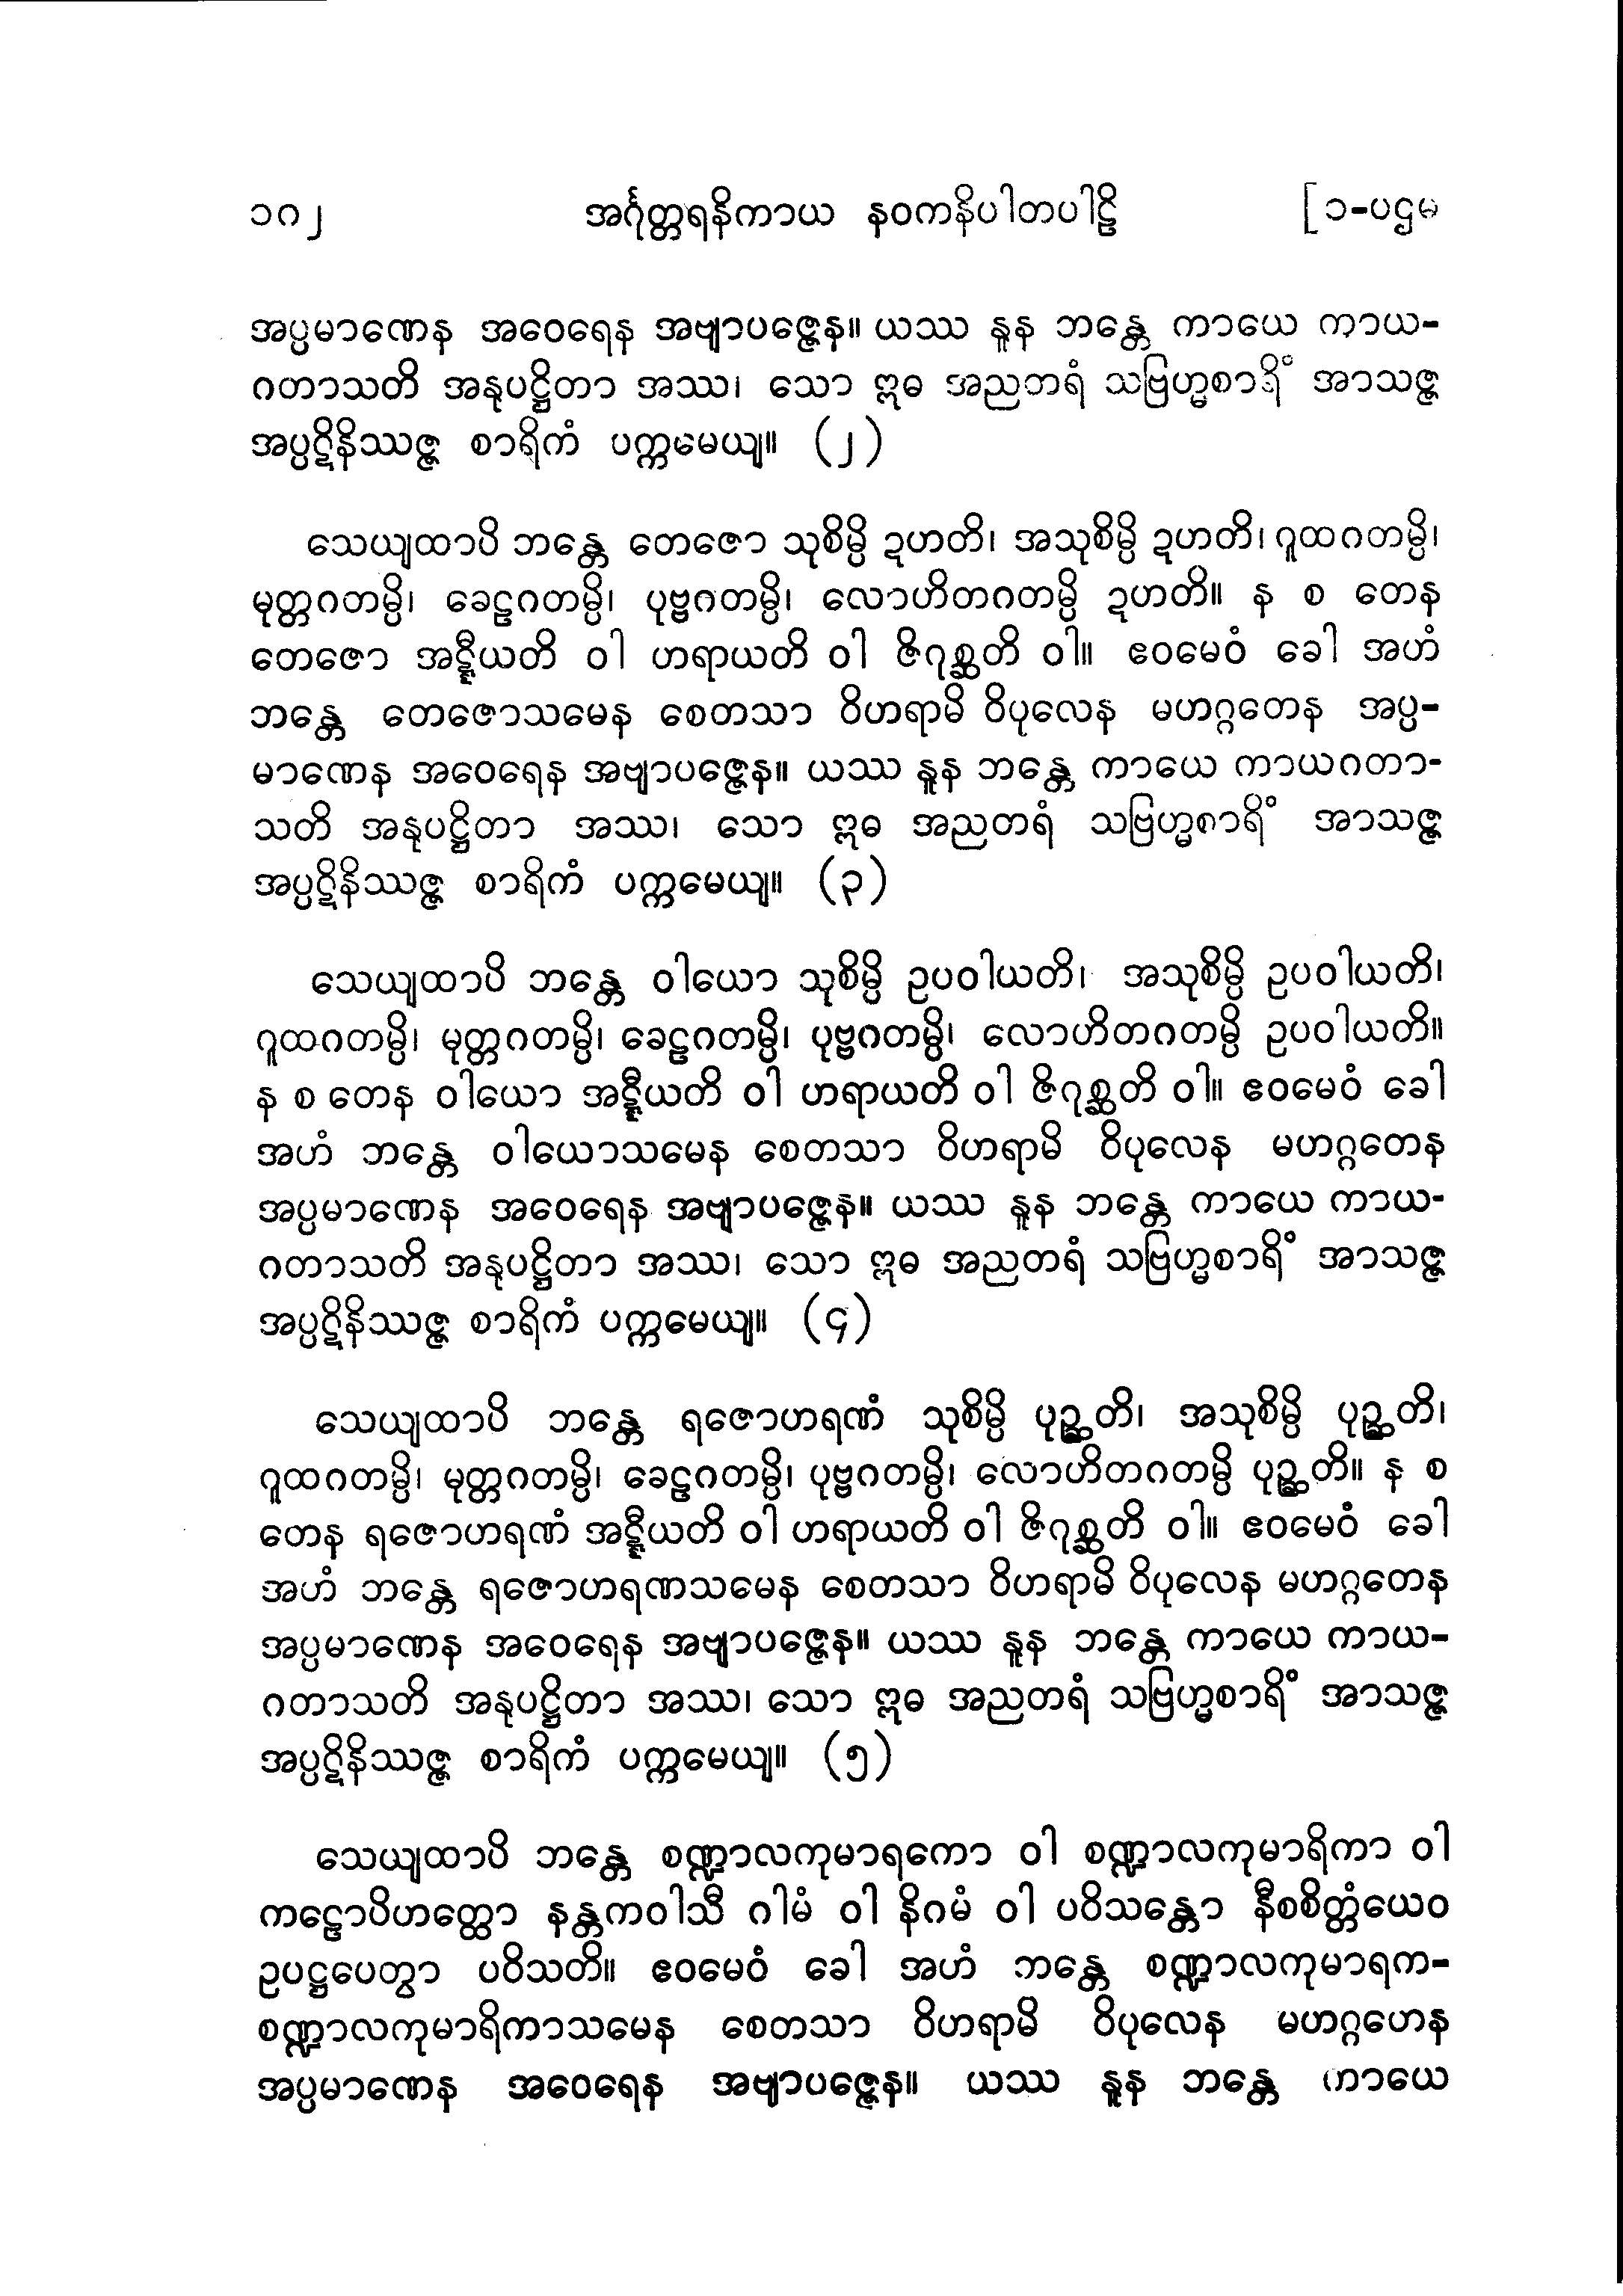 ၁၈၂ အင်္ဂုတ္တရနိကာယ နဝကနိပါတပါဠိ [၁-ပဌမ
အပ္ပမာဏေန အဝေရေန အဗျာပဇ္ဇေန။ ယဿ နူန ဘန္တေ ကာယေ ကာယ-
ဂတာသတိ အနုပဋ္ဌိတာ အဿ၊ သော ဣဓ အညတရံ သဗြဟ္မစာရိံ အာသဇ္ဇ
အပ္ပဋိနိဿဇ္ဇ စာရိကံ ပက္ကမေယျ။ (၂)
သေယျထာပိ ဘန္တေ တေဇော သုစိမ္ပိ ဍဟတိ၊ အသုစိမ္ပိ ဍဟတိ၊ ဂူထဂတမ္ပိ၊
မုတ္တဂတမ္ပိ၊ ခေဠဂတမ္ပိ၊ ပုဗ္ဗဂတမ္ပိ၊ လောဟိတဂတမ္ပိ ဍဟတိ။ န စ တေန
တေဇော အဋ္ဋီယတိ ဝါ ဟရာယတိ ဝါ ဇိဂုစ္ဆတိ ဝါ။ ဧဝမေဝံ ခေါ အဟံ
ဘန္တေ တေဇောသမေန စေတသာ ဝိဟရာမိ ဝိပုလေန မဟဂ္ဂတေန အပ္ပ-
မာဏေန အဝေရေန အဗျာပဇ္ဇေန။ ယဿ နူန ဘန္တေ ကာယေ ကာယဂတာ-
သတိ အနုပဋ္ဌိတာ အဿ၊ သော ဣဓ အညတရံ သဗြဟ္မစာရိံ အာသဇ္ဇ
အပ္ပဋိနိဿဇ္ဇ စာရိကံ ပက္ကမေယျ။ (၃)
သေယျထာပိ ဘန္တေ ဝါယော သုစိမ္ပိ ဥပဝါယတိ၊ အသုစိမ္ပိ ဥပဝါယတိ၊
ဂူထဂတမ္ပိ၊ မုတ္တဂတမ္ပိ၊ ခေဠဂတမ္ပိ၊ ပုဗ္ဗဂတမ္ပိ၊ လောဟိတဂတမ္ပိ ဥပဝါယတိ။
န စ တေန ဝါယော အဋ္ဋီယတိ ဝါ ဟရာယတိ ဝါ ဇိဂုစ္ဆတိ ဝါ။ ဧဝမေဝံ ခေါ
အဟံ ဘန္တေ ဝါယောသမေန စေတသာ ဝိဟရာမိ ဝိပုလေန မဟဂ္ဂတေန
အပ္ပမာဏေန အဝေရေန အဗျာပဇ္ဇေန။ ယဿ နူန ဘန္တေ ကာယေ ကာယ-
ဂတာသတိ အနုပဋ္ဌိတာ အဿ၊ သော ဣဓ အညတရံ သဗြဟ္မစာရိံ အာသဇ္ဇ
အပ္ပဋိနိဿဇ္ဇ စာရိကံ ပက္ကမေယျ။ (၄)
သေယျထာပိ ဘန္တေ ရဇောဟရဏံ သုစိမ္ပိ ပုဉ္ဆတိ၊ အသုစိမ္ပိ ပုဉ္ဆတိ၊
ဂူထဂတမ္ပိ၊ မုတ္တဂတမ္ပိ၊ ခေဠဂတမ္ပိ၊ ပုဗ္ဗဂတမ္ပိ၊ လောဟိတဂတမ္ပိ ပုဉ္ဆတိ။ န စ
တေန ရဇောဟရဏံ အဋ္ဋီယတိ ဝါ ဟရာယတိ ဝါ ဇိဂုစ္ဆတိ ဝါ။ ဧဝမေဝံ ခေါ
အဟံ ဘန္တေ ရဇောဟရဏသမေန စေတသာ ဝိဟရာမိ ဝိပုလေန မဟဂ္ဂတေန
အပ္ပမာဏေန အဝေရေန အဗျာပဇ္ဇေန။ ယဿ နူန ဘန္တေ ကာယေ ကာယ-
ဂတာသတိ အနုပဋ္ဌိတာ အဿ၊ သော ဣဓ အညတရံ သဗြဟ္မစာရိံ အာသဇ္ဇ
အပ္ပဋိနိဿဇ္ဇ စာရိကံ ပက္ကမေယျ။ (၅)
သေယျထာပိ ဘန္တေ စဏ္ဍာလကုမာရကော ဝါ စဏ္ဍာလကုမာရိကာ ဝါ
ကဠောပိဟတ္ထော နန္တကဝါသီ ဂါမံ ဝါ နိဂမံ ဝါ ပဝိသန္တော နီစစိတ္တံယေဝ
ဥပဋ္ဌပေတွာ ပဝိသတိ။ ဧဝမေဝံ ခေါ အဟံ ဘန္တေ စဏ္ဍာလကုမာရက-
စဏ္ဍာလကုမာရိကာသမေန စေတသာ ဝိဟရာမိ ဝိပုလေန မဟဂ္ဂဟေန
အပ္ပမာဏေန အဝေရေန အဗျာပဇ္ဇေန။ ယဿ နူန ဘန္တေ ကာယေ